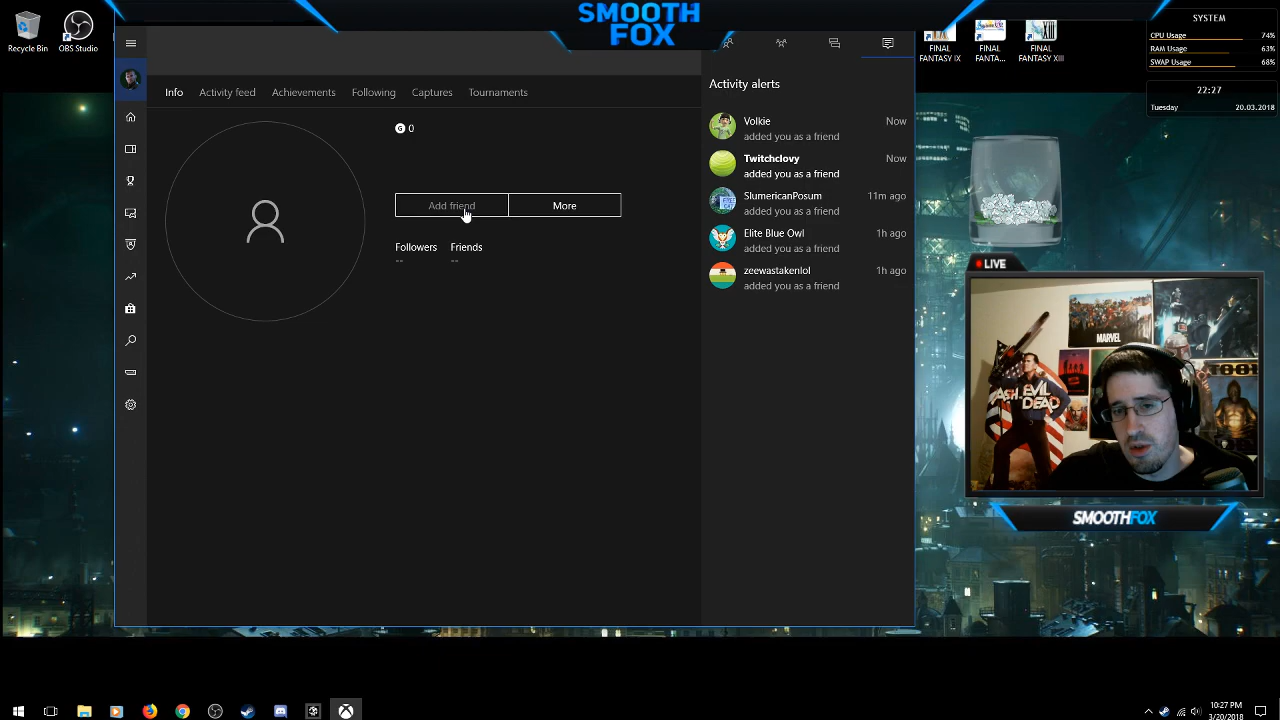 SMOOTH
FOX
Recycle Bin
OBS Studio
FINAL
FANTASY IX
FINAL
FANTA...
FINAL
FANTASY XIII
SYSTEM
CPU Usage 74%
RAM Usage 63%
SWAP Usage 68%
22:27
Tuesday 20.03.2018
Info Activity feed Achievements Following Captures Tournaments
G 0
Add friend More
Followers Friends
-- --
Activity alerts
Volkie Now
added you as a friend
Twitchclovy Now
added you as a friend
SlumericanPosum 11m ago
added you as a friend
Elite Blue Owl 1h ago
added you as a friend
zeewastakenlol 1h ago
added you as a friend
LIVE
MARVEL
ASH EVIL
DEAD
TOOL
SMOOTHFOX
10:27 PM
3/20/2018